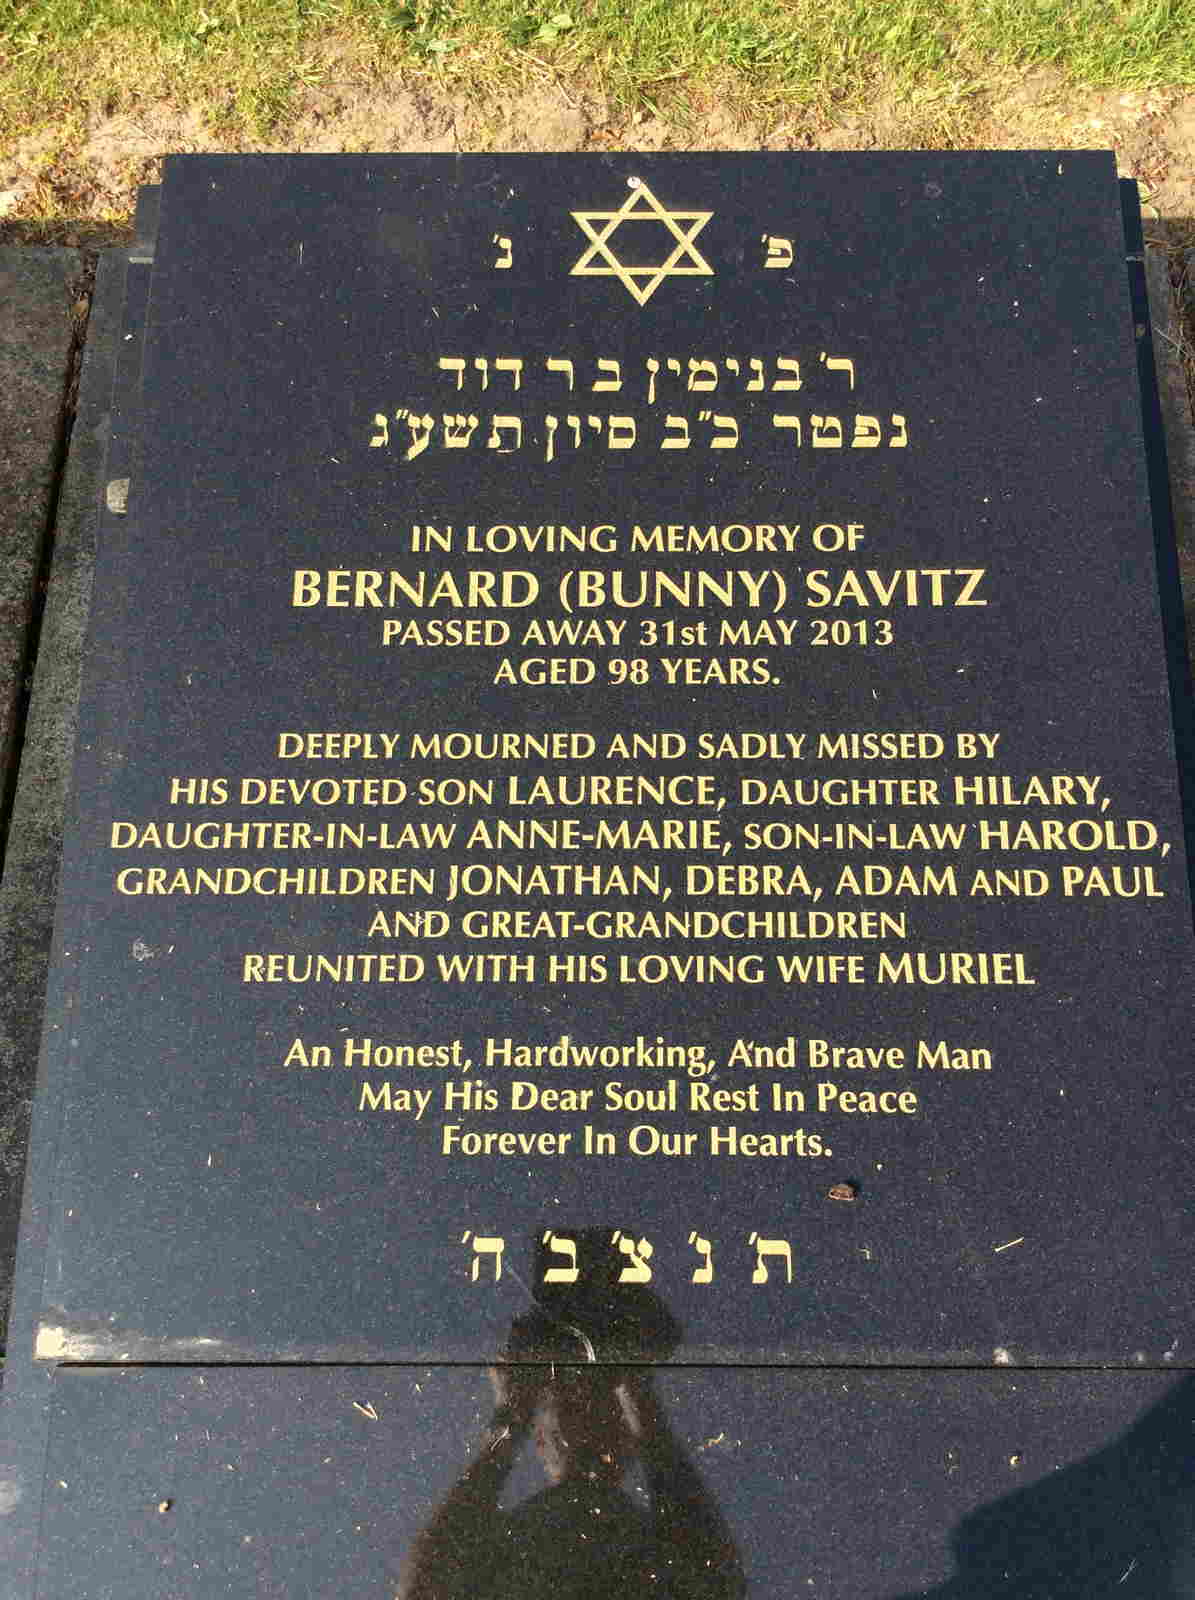 פ' נ'
ר' בנימין ב ר דוד
נפטר כ"ב סיון תשע"ג
IN LOVING MEMORY OF
BERNARD (BUNNY) SAVITZ
PASSED AWAY 31st MAY 2013
AGED 98 YEARS.
DEEPLY MOURNED AND SADLY MISSED BY
HIS DEVOTED SON LAURENCE, DAUGHTER HILARY,
DAUGHTER-IN-LAW ANNE-MARIE, SON-IN-LAW HAROLD,
GRANDCHILDREN JONATHAN, DEBRA, ADAM AND PAUL
AND GREAT-GRANDCHILDREN
REUNITED WITH HIS LOVING WIFE MURIEL
An Honest, Hardworking, And Brave Man
May His Dear Soul Rest In Peace
Forever In Our Hearts.
ת' נ' צ' ב' ה'